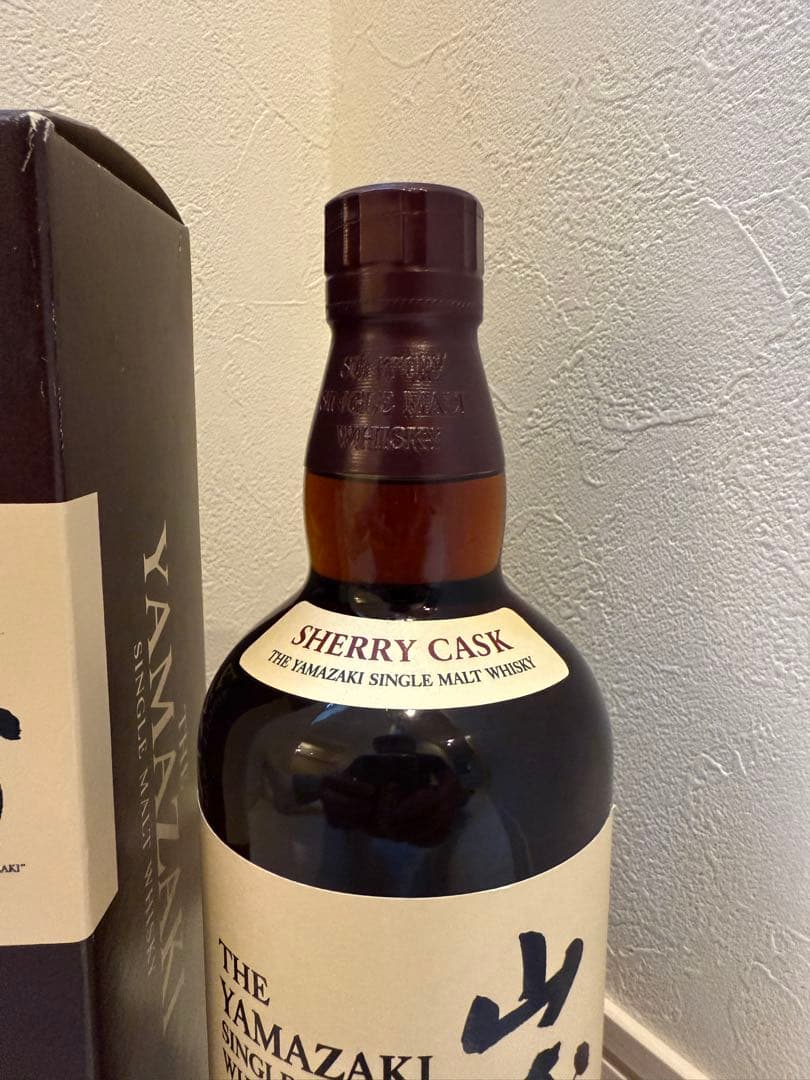 SUNTORY
SINGLE MALT
WHISKY
SHERRY CASK
THE YAMAZAKI SINGLE MALT WHISKY
THE
YAMAZAKI
SINGLE
山
THE
YAMAZAKI
SINGLE MALT WHISKY